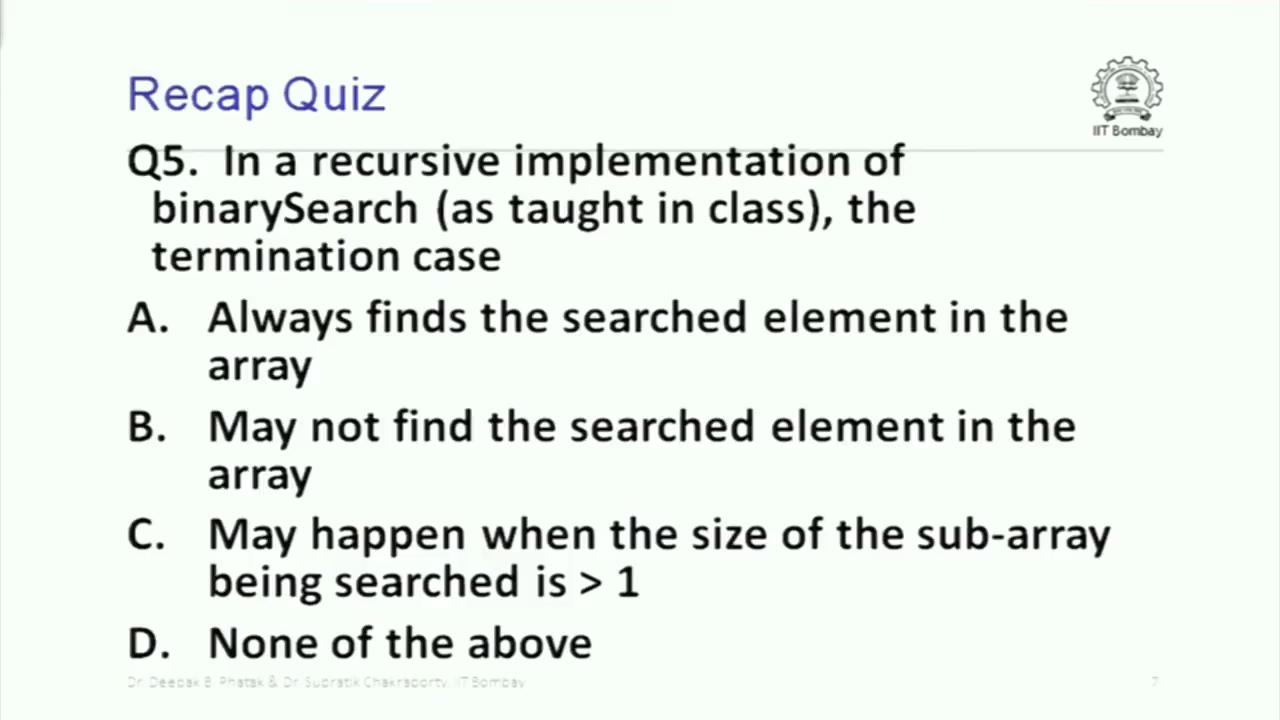 Recap Quiz
IIT Bombay
Q5. In a recursive implementation of
binarySearch (as taught in class), the
termination case
A. Always finds the searched element in the
array
B. May not find the searched element in the
array
C. May happen when the size of the sub-array
being searched is > 1
D. None of the above
Dr. Deepak B. Phatak & Dr. Supratik Chakraborty, IIT Bombay
7